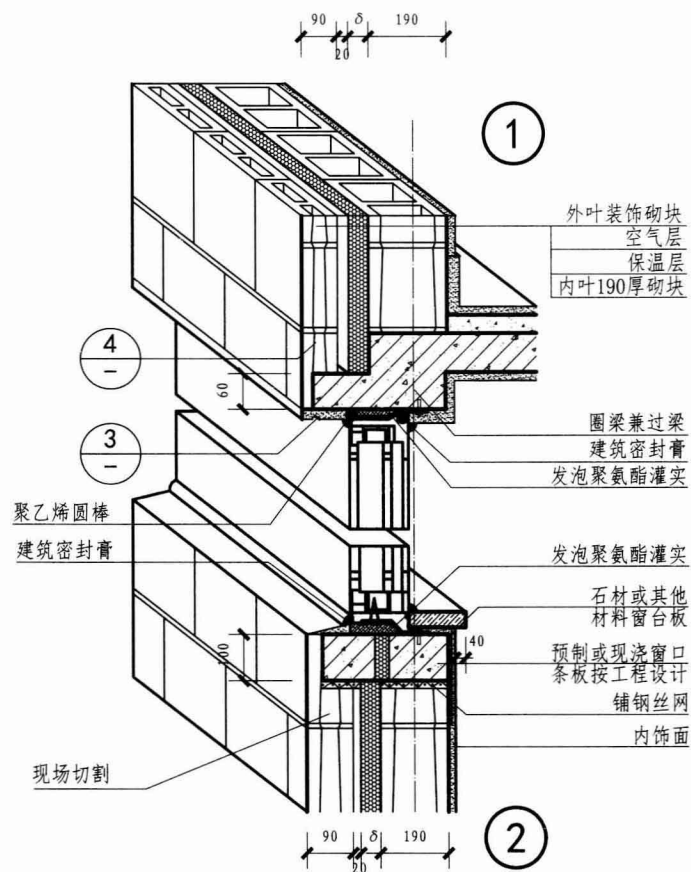 90 δ 190
20
1
外叶装饰砌块
空气层
保温层
内叶190厚砌块
4
–
60
3
–
圈梁兼过梁
建筑密封膏
发泡聚氨酯灌实
聚乙烯圆棒
建筑密封膏
发泡聚氨酯灌实
石材或其他
材料窗台板
40
100
预制或现浇窗口
条板按工程设计
铺钢丝网
内饰面
现场切割
90 δ 190
20
2